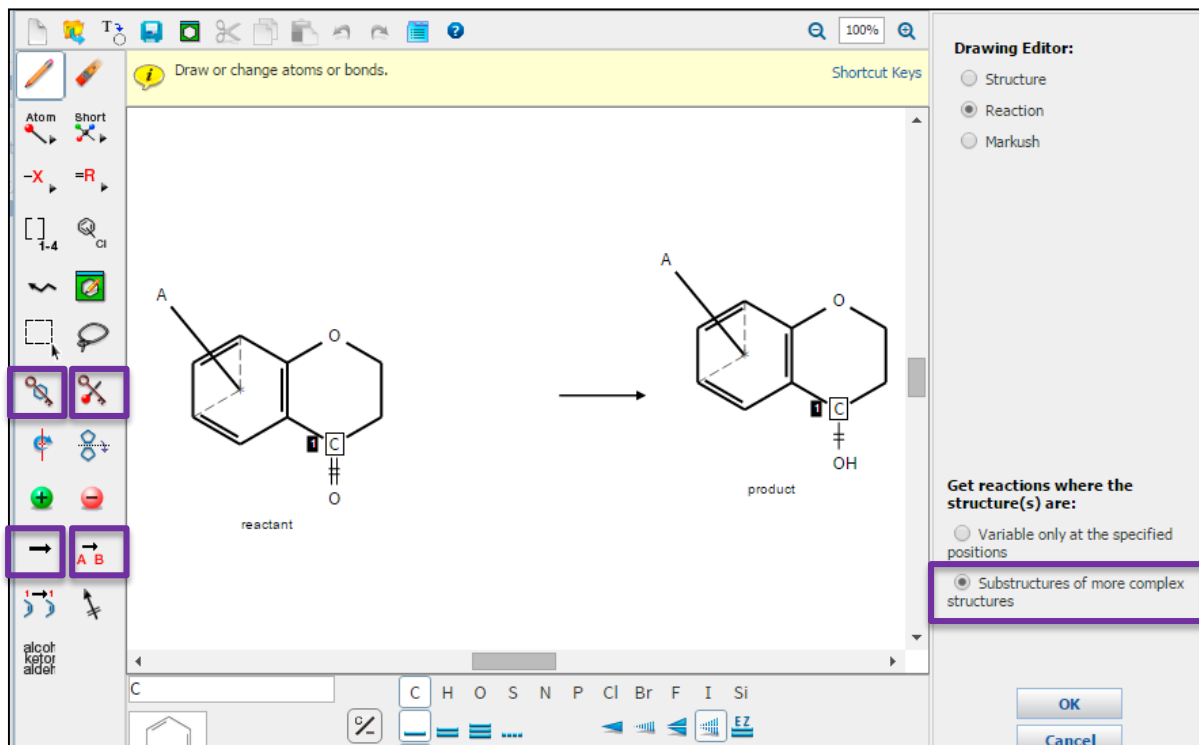 T
100%
Draw or change atoms or bonds.
Shortcut Keys
Drawing Editor:
Structure
Reaction
Markush
Atom
Short
-X
=R
[ ] 1-4
Cl
A B
1→1
alcoh
ketor
aldeh
A
O
1
C
O
reactant
A
O
1
C
OH
product
Get reactions where the
structure(s) are:
Variable only at the specified
positions
Substructures of more complex
structures
C
C H O S N P Cl Br F I Si
EZ
OK
Cancel